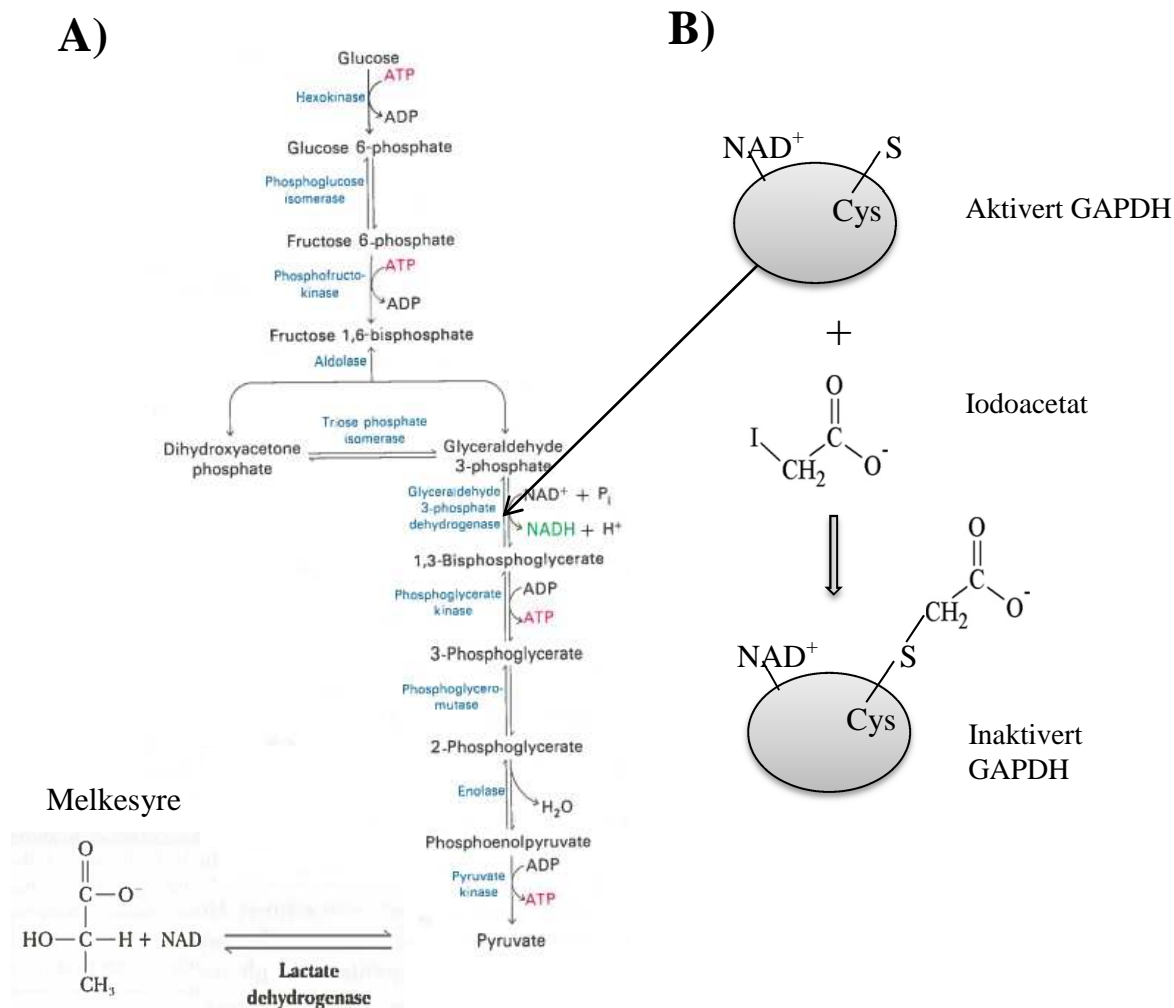 A)
Glucose
ATP
Hexokinase
ADP
Glucose 6-phosphate
Phosphoglucose
isomerase
Fructose 6-phosphate
ATP
Phosphofructo-
kinase
ADP
Fructose 1,6-bisphosphate
Aldolase
Triose phosphate
isomerase
Dihydroxyacetone
phosphate
Glyceraldehyde
3-phosphate
Glyceraldehyde
3-phosphate
dehydrogenase
NAD⁺ + Pᵢ
NADH + H⁺
1,3-Bisphosphoglycerate
Phosphoglycerate
kinase
ADP
ATP
3-Phosphoglycerate
Phosphoglycero-
mutase
2-Phosphoglycerate
Enolase
H₂O
Phosphoenolpyruvate
Pyruvate
kinase
ADP
ATP
Pyruvate
Melkesyre
O
C—O⁻
HO—C—H + NAD
CH₃
Lactate
dehydrogenase
B)
NAD⁺
S
Cys
Aktivert GAPDH
+
O
Iodoacetat
I
C
CH₂
O⁻
O
C
CH₂
O⁻
NAD⁺
S
Cys
Inaktivert
GAPDH